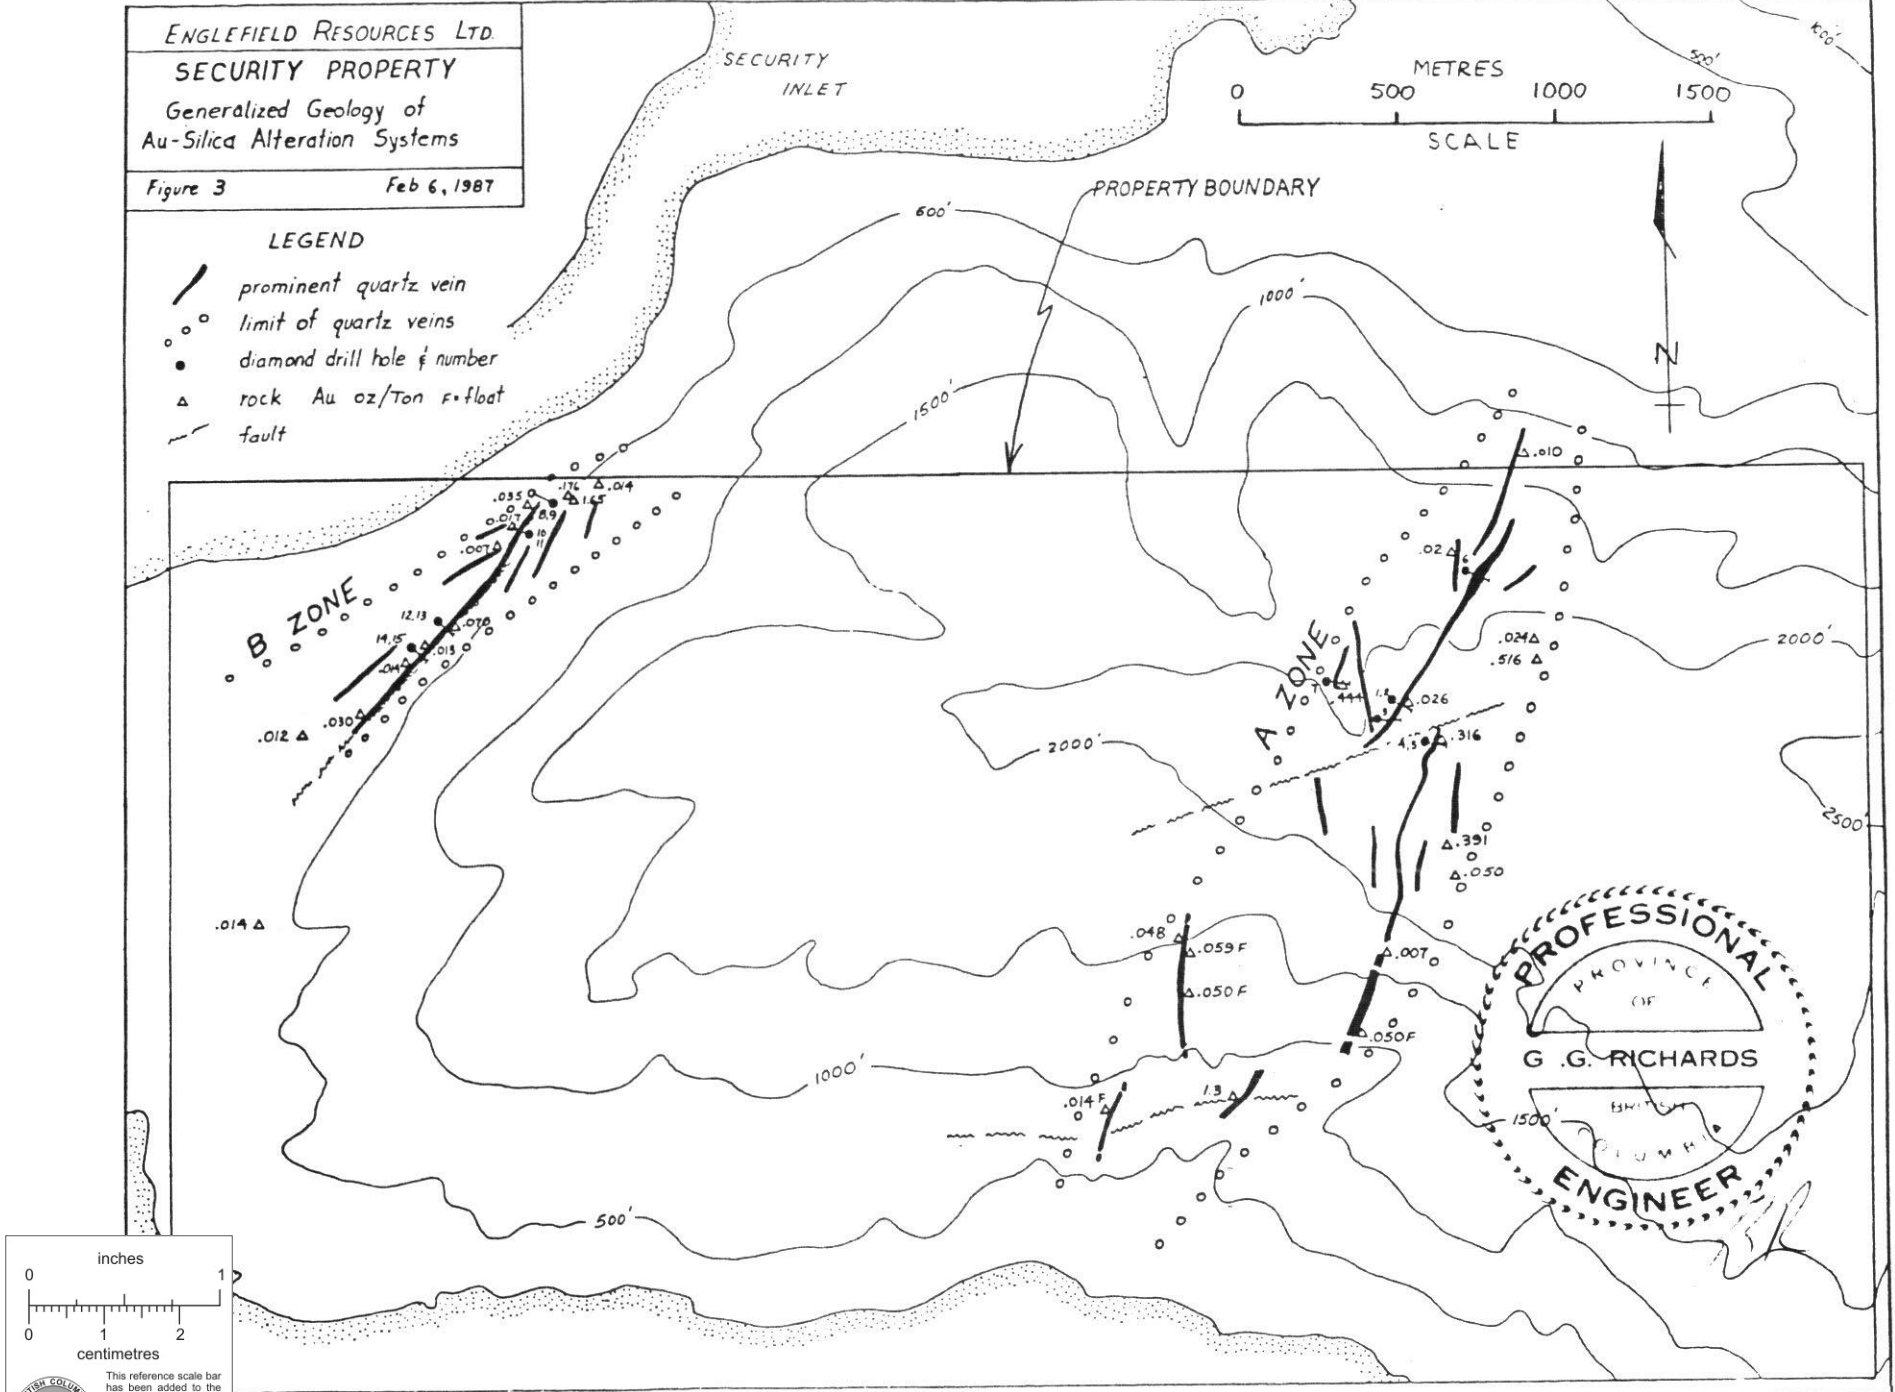 ENGLEFIELD RESOURCES LTD.
SECURITY PROPERTY
Generalized Geology of
Au-Silica Alteration Systems
Figure 3 Feb 6, 1987
LEGEND
prominent quartz vein
limit of quartz veins
diamond drill hole & number
rock Au oz/Ton F=float
fault
SECURITY
INLET
METRES
0 500 1000 1500
SCALE
500'
1000'
PROPERTY BOUNDARY
N
600'
1000'
1500'
.010
.176
.014
.035
1.65
8,9
.017
10
11
.007
B ZONE
12,13
.070
14,15
.013
.014
.030
.012
.014
.02
6
.024
.516
2000'
A ZONE
7
.444
1,2
.026
3
4,5
.316
2000'
2500'
.391
.050
.048
.059 F
.050 F
.007
.050F
1000'
.014 F
1.3
1500'
500'
PROFESSIONAL
PROVINCE
OF
G .G. RICHARDS
BRITISH
COLUMBIA
ENGINEER
inches
0 1
0 1 2
centimetres
This reference scale bar
has been added to the